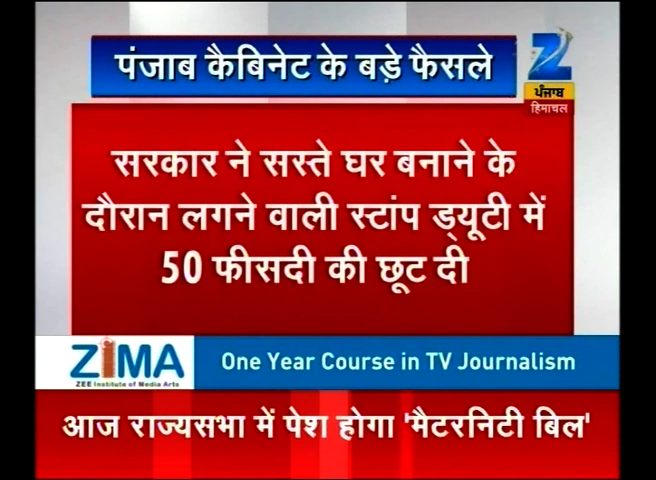 पंजाब कैबिनेट के बड़े फैसले
Z
ਪੰਜਾਬ
हिमाचल
सरकार ने सस्ते घर बनाने के
दौरान लगने वाली स्टांप ड्यूटी में
50 फीसदी की छूट दी
ZiMA
ZEE Institute of Media Arts
One Year Course in TV Journalism
आज राज्यसभा में पेश होगा 'मैटरनिटी बिल'